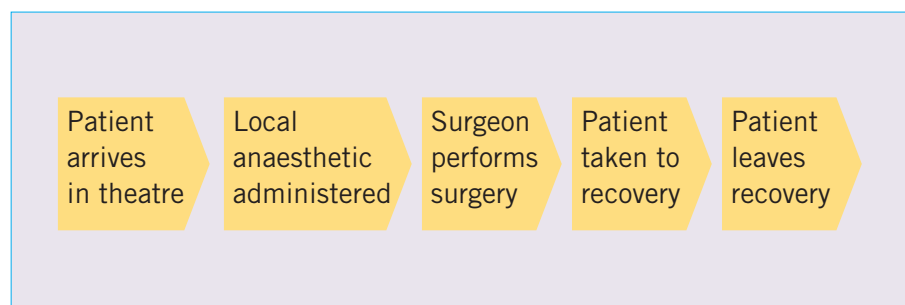 Patient
arrives
in theatre
Local
anaesthetic
administered
Surgeon
performs
surgery
Patient
taken to
recovery
Patient
leaves
recovery